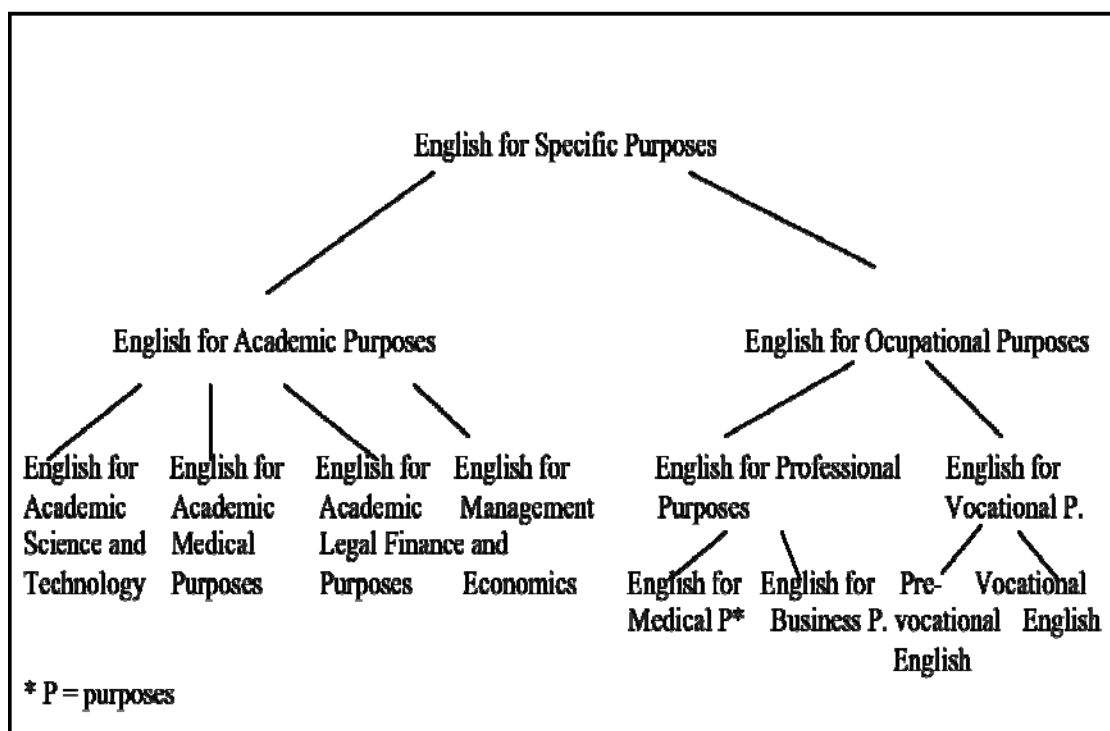 English for Specific Purposes
English for Academic Purposes
English for Ocupational Purposes
English for
Academic
Science and
Technology
English for
Academic
Medical
Purposes
English for
Academic
Legal
Purposes
English for
Management
Finance and
Economics
English for Professional
Purposes
English for
Vocational P.
English for
Medical P*
English for
Business P.
Pre-
vocational
English
Vocational
English
* P = purposes